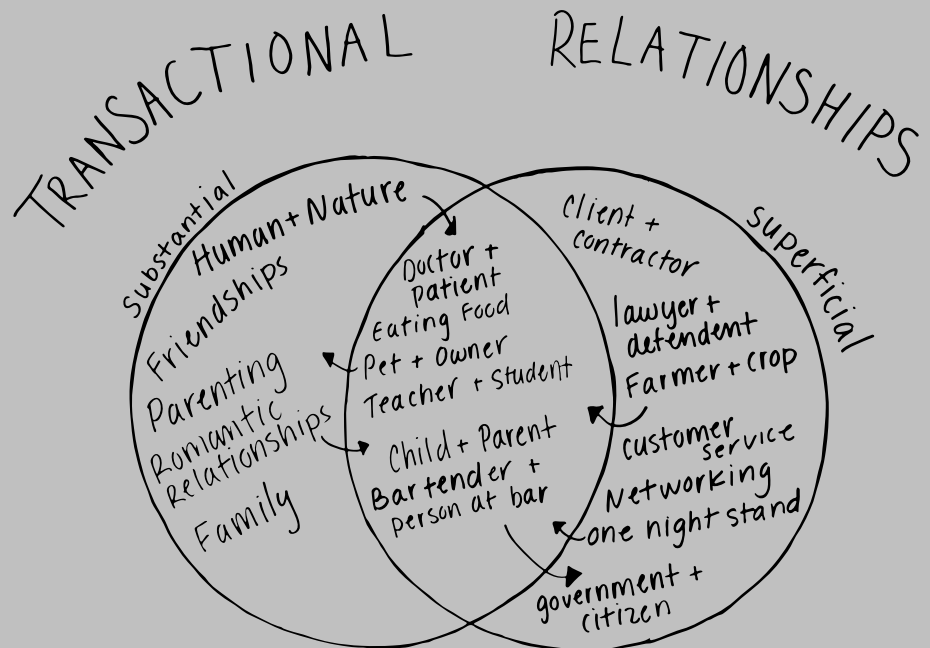 TRANSACTIONAL RELATIONSHIPS
Substantial
Human + Nature
Friendships
Parenting
Romantic
Relationships
Family
Doctor +
patient
Eating Food
Pet + Owner
Teacher + Student
Child + Parent
Bartender +
person at bar
Client +
contractor
lawyer +
detendent
Farmer + crop
customer
service
Networking
one night stand
government +
citizen
superficial